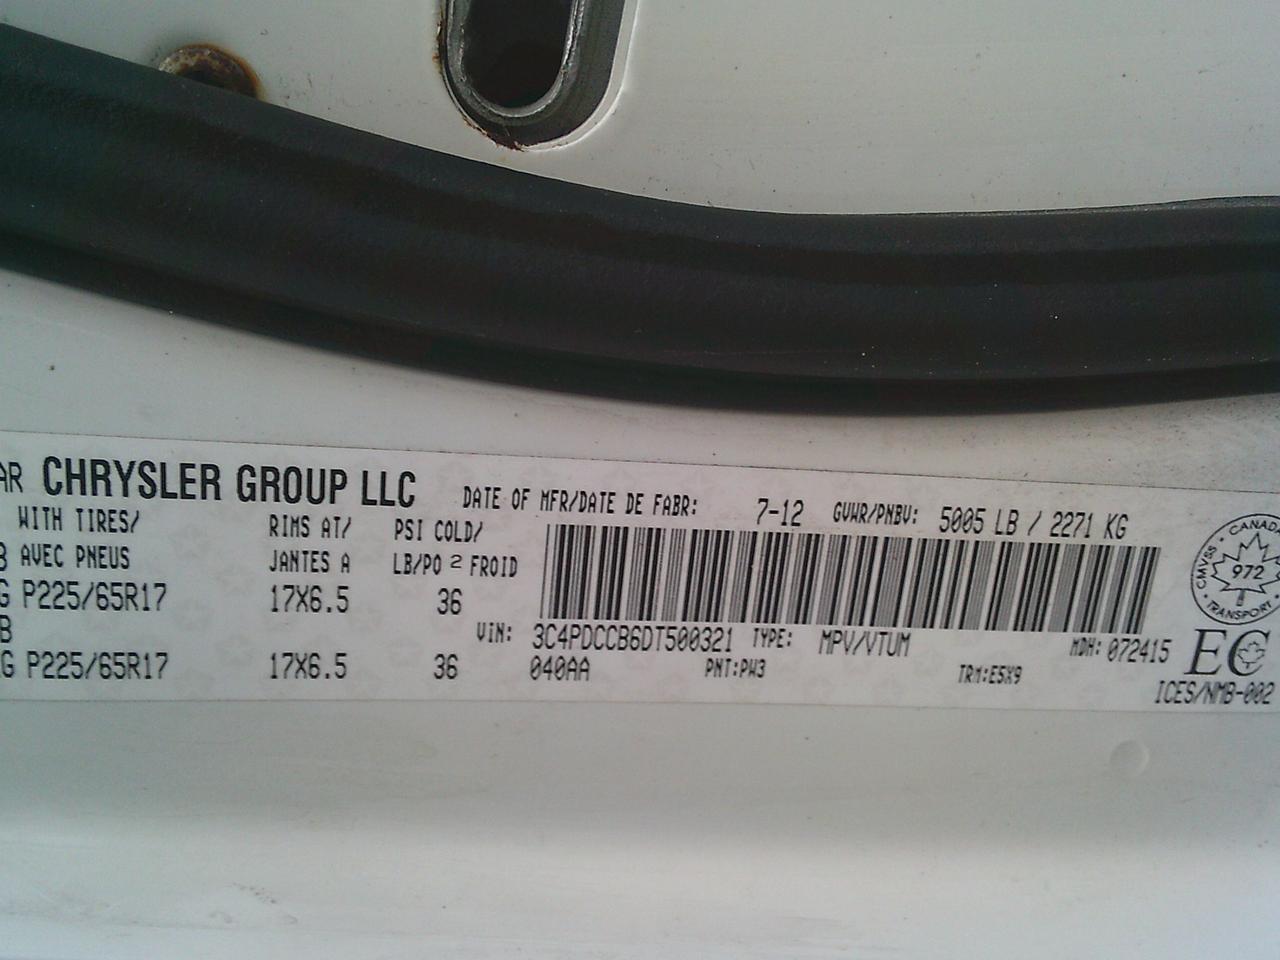 AR CHRYSLER GROUP LLC DATE OF MFR/DATE DE FABR: 7-12 GVWR/PNBV: 5005 LB / 2271 KG
WITH TIRES/ RIMS AT/ PSI COLD/
B AVEC PNEUS JANTES A LB/PO 2 FROID
G P225/65R17 17X6.5 36
B
VIN: 3C4PDCCB6DT500321 TYPE: MPV/VTUM MDH: 072415
G P225/65R17 17X6.5 36 040AA PNT:PW3 TRM:E5X9
CMVSS • CANADA
972
TRANSPORT
EC
ICES/NMB-002